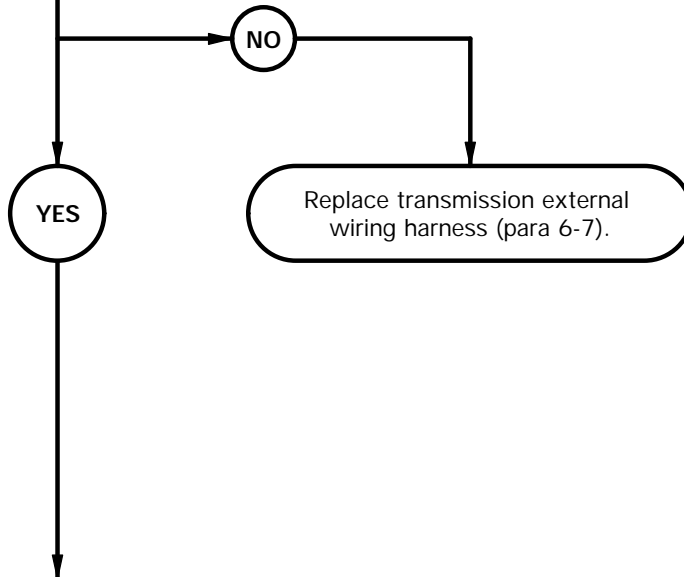 NO
YES
Replace transmission external
wiring harness (para 6-7).